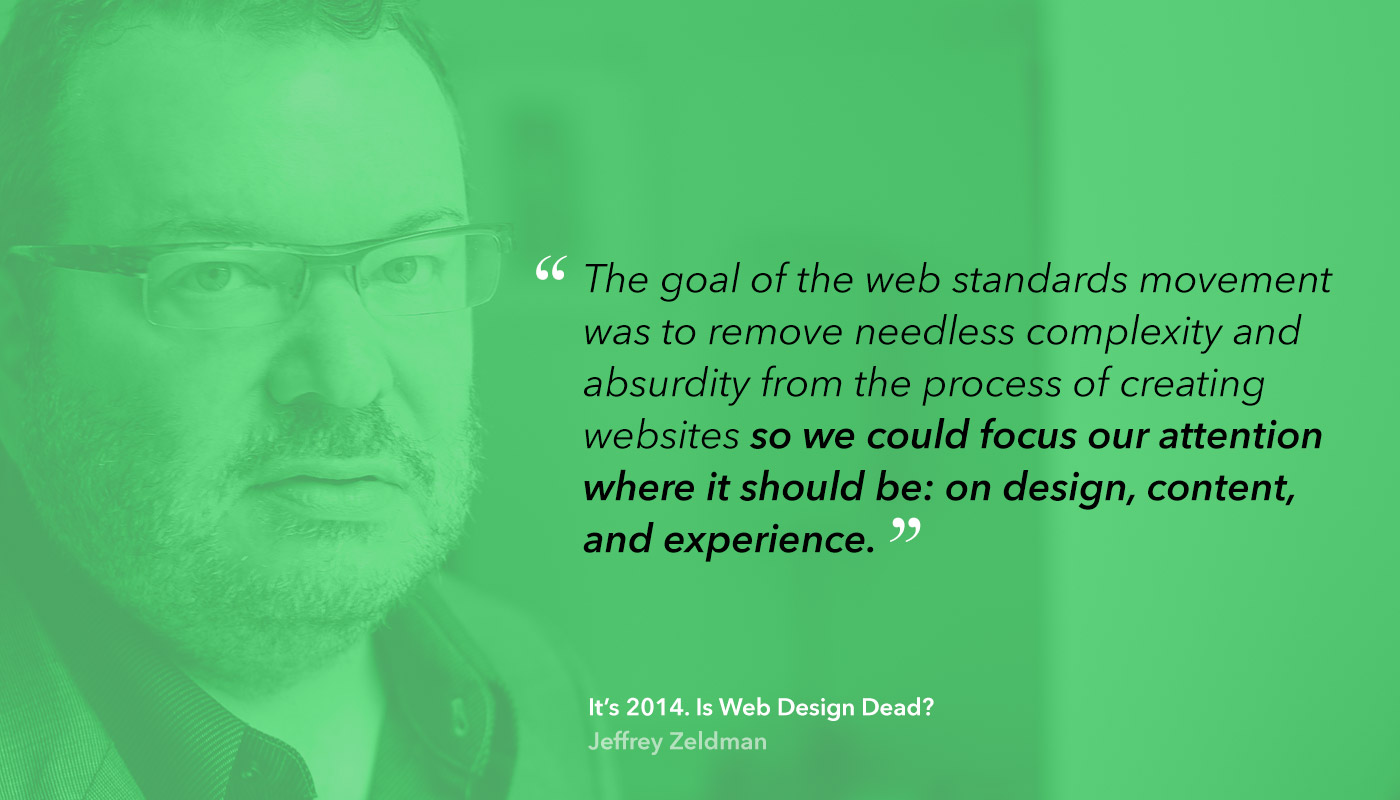 “ The goal of the web standards movement
was to remove needless complexity and
absurdity from the process of creating
websites so we could focus our attention
where it should be: on design, content,
and experience. ”
It’s 2014. Is Web Design Dead?
Jeffrey Zeldman